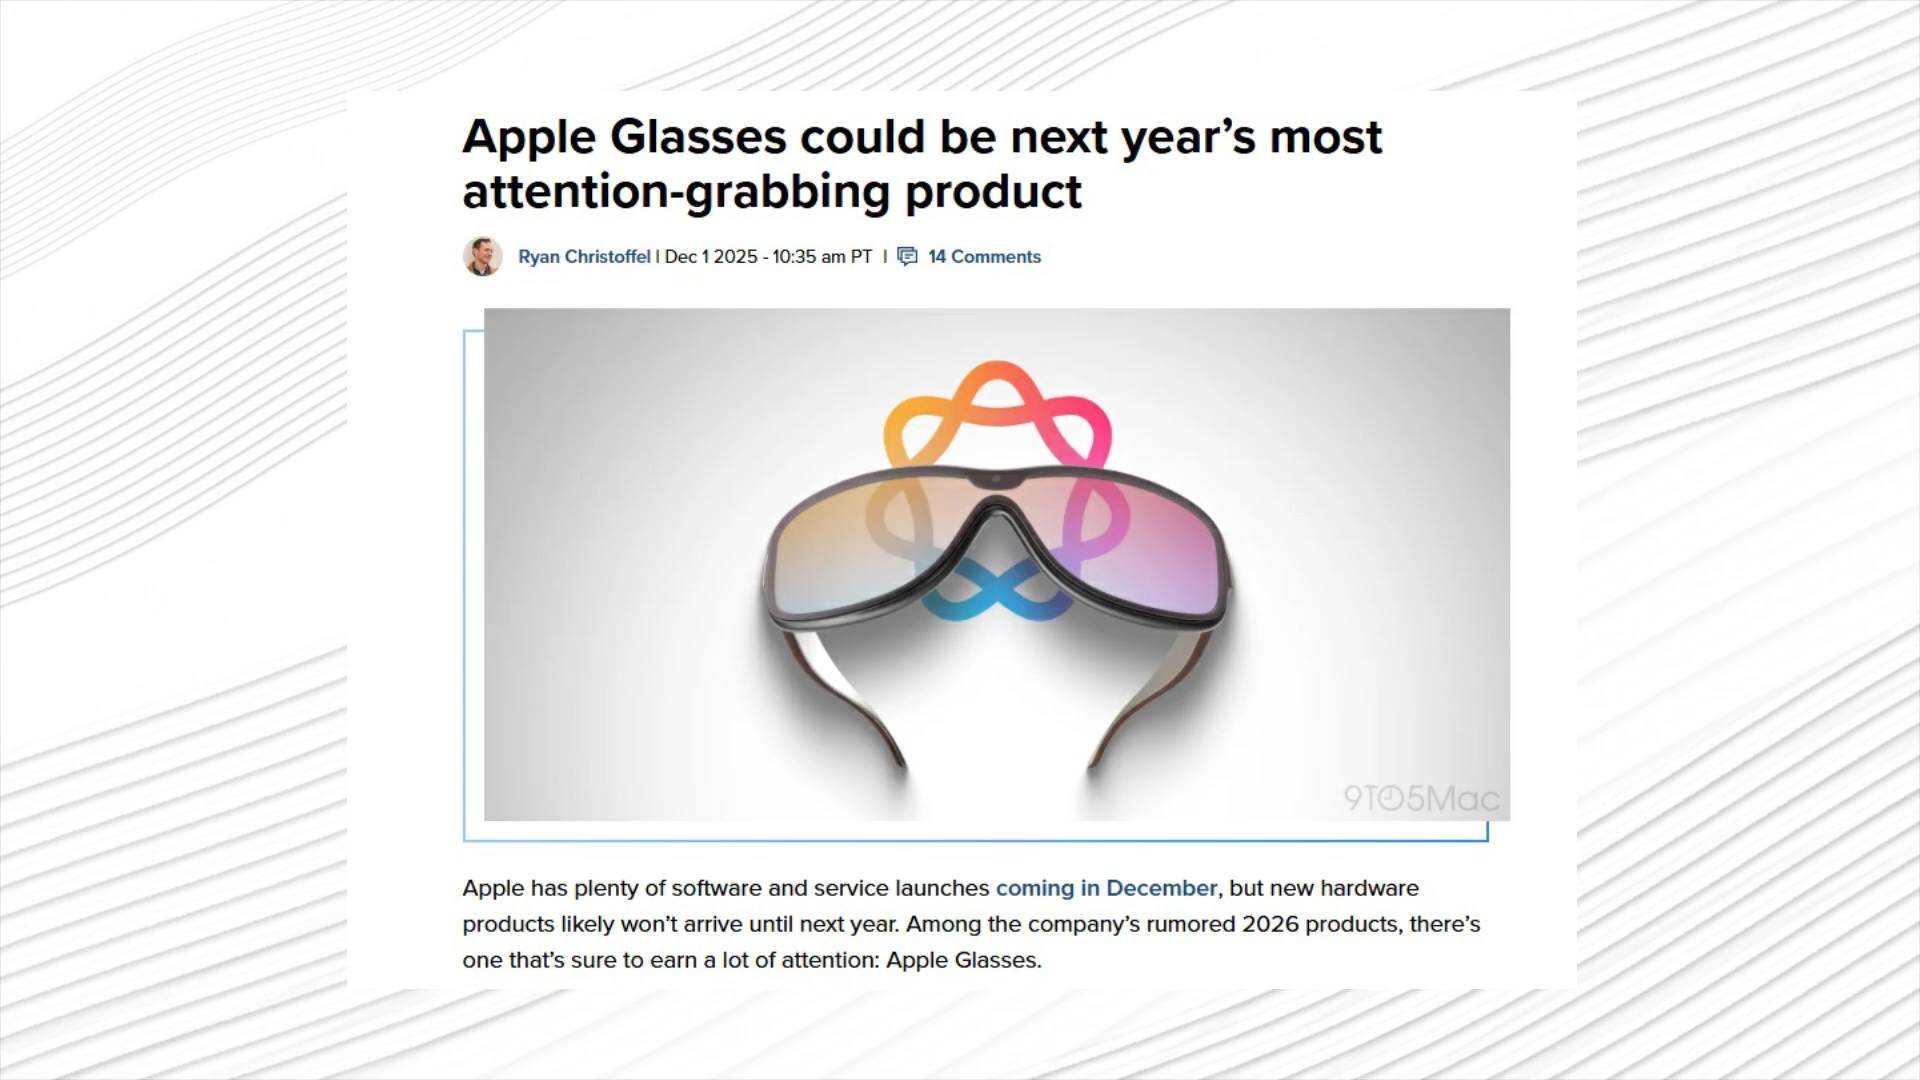 Apple Glasses could be next year’s most
attention-grabbing product
Ryan Christoffel | Dec 1 2025 - 10:35 am PT | 14 Comments
9TO5Mac
Apple has plenty of software and service launches coming in December, but new hardware
products likely won’t arrive until next year. Among the company’s rumored 2026 products, there’s
one that’s sure to earn a lot of attention: Apple Glasses.